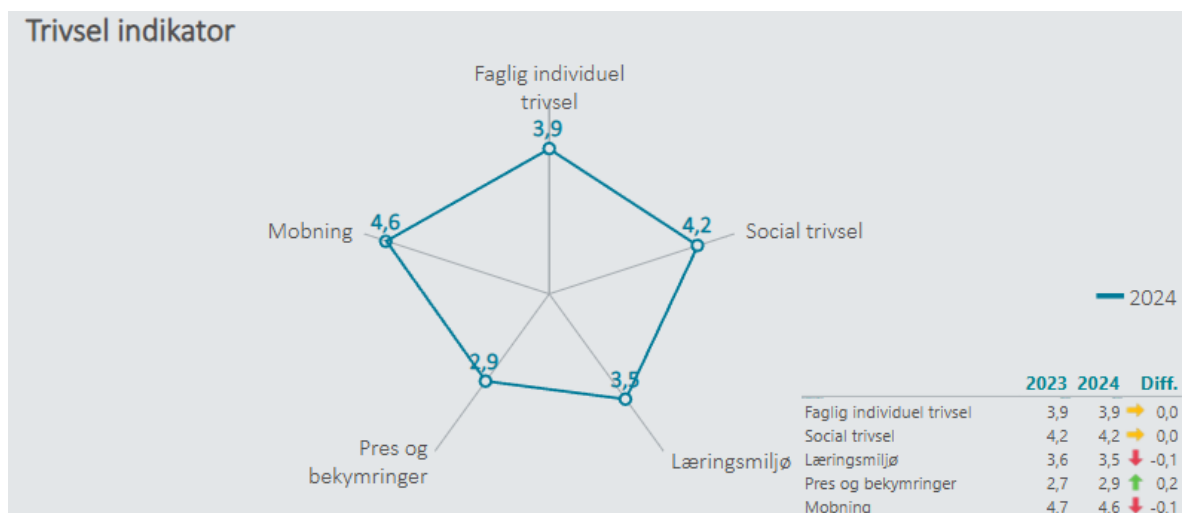 Trivsel indikator
Faglig individuel
trivsel
3,9
4,6
4,2
Mobning
Social trivsel
2024
2,9
3,5
Pres og
bekymringer
Læringsmiljø
2023 2024 Diff.
Faglig individuel trivsel 3,9 3,9 0,0
Social trivsel 4,2 4,2 0,0
Læringsmiljø 3,6 3,5 -0,1
Pres og bekymringer 2,7 2,9 0,2
Mobning 4,7 4,6 -0,1